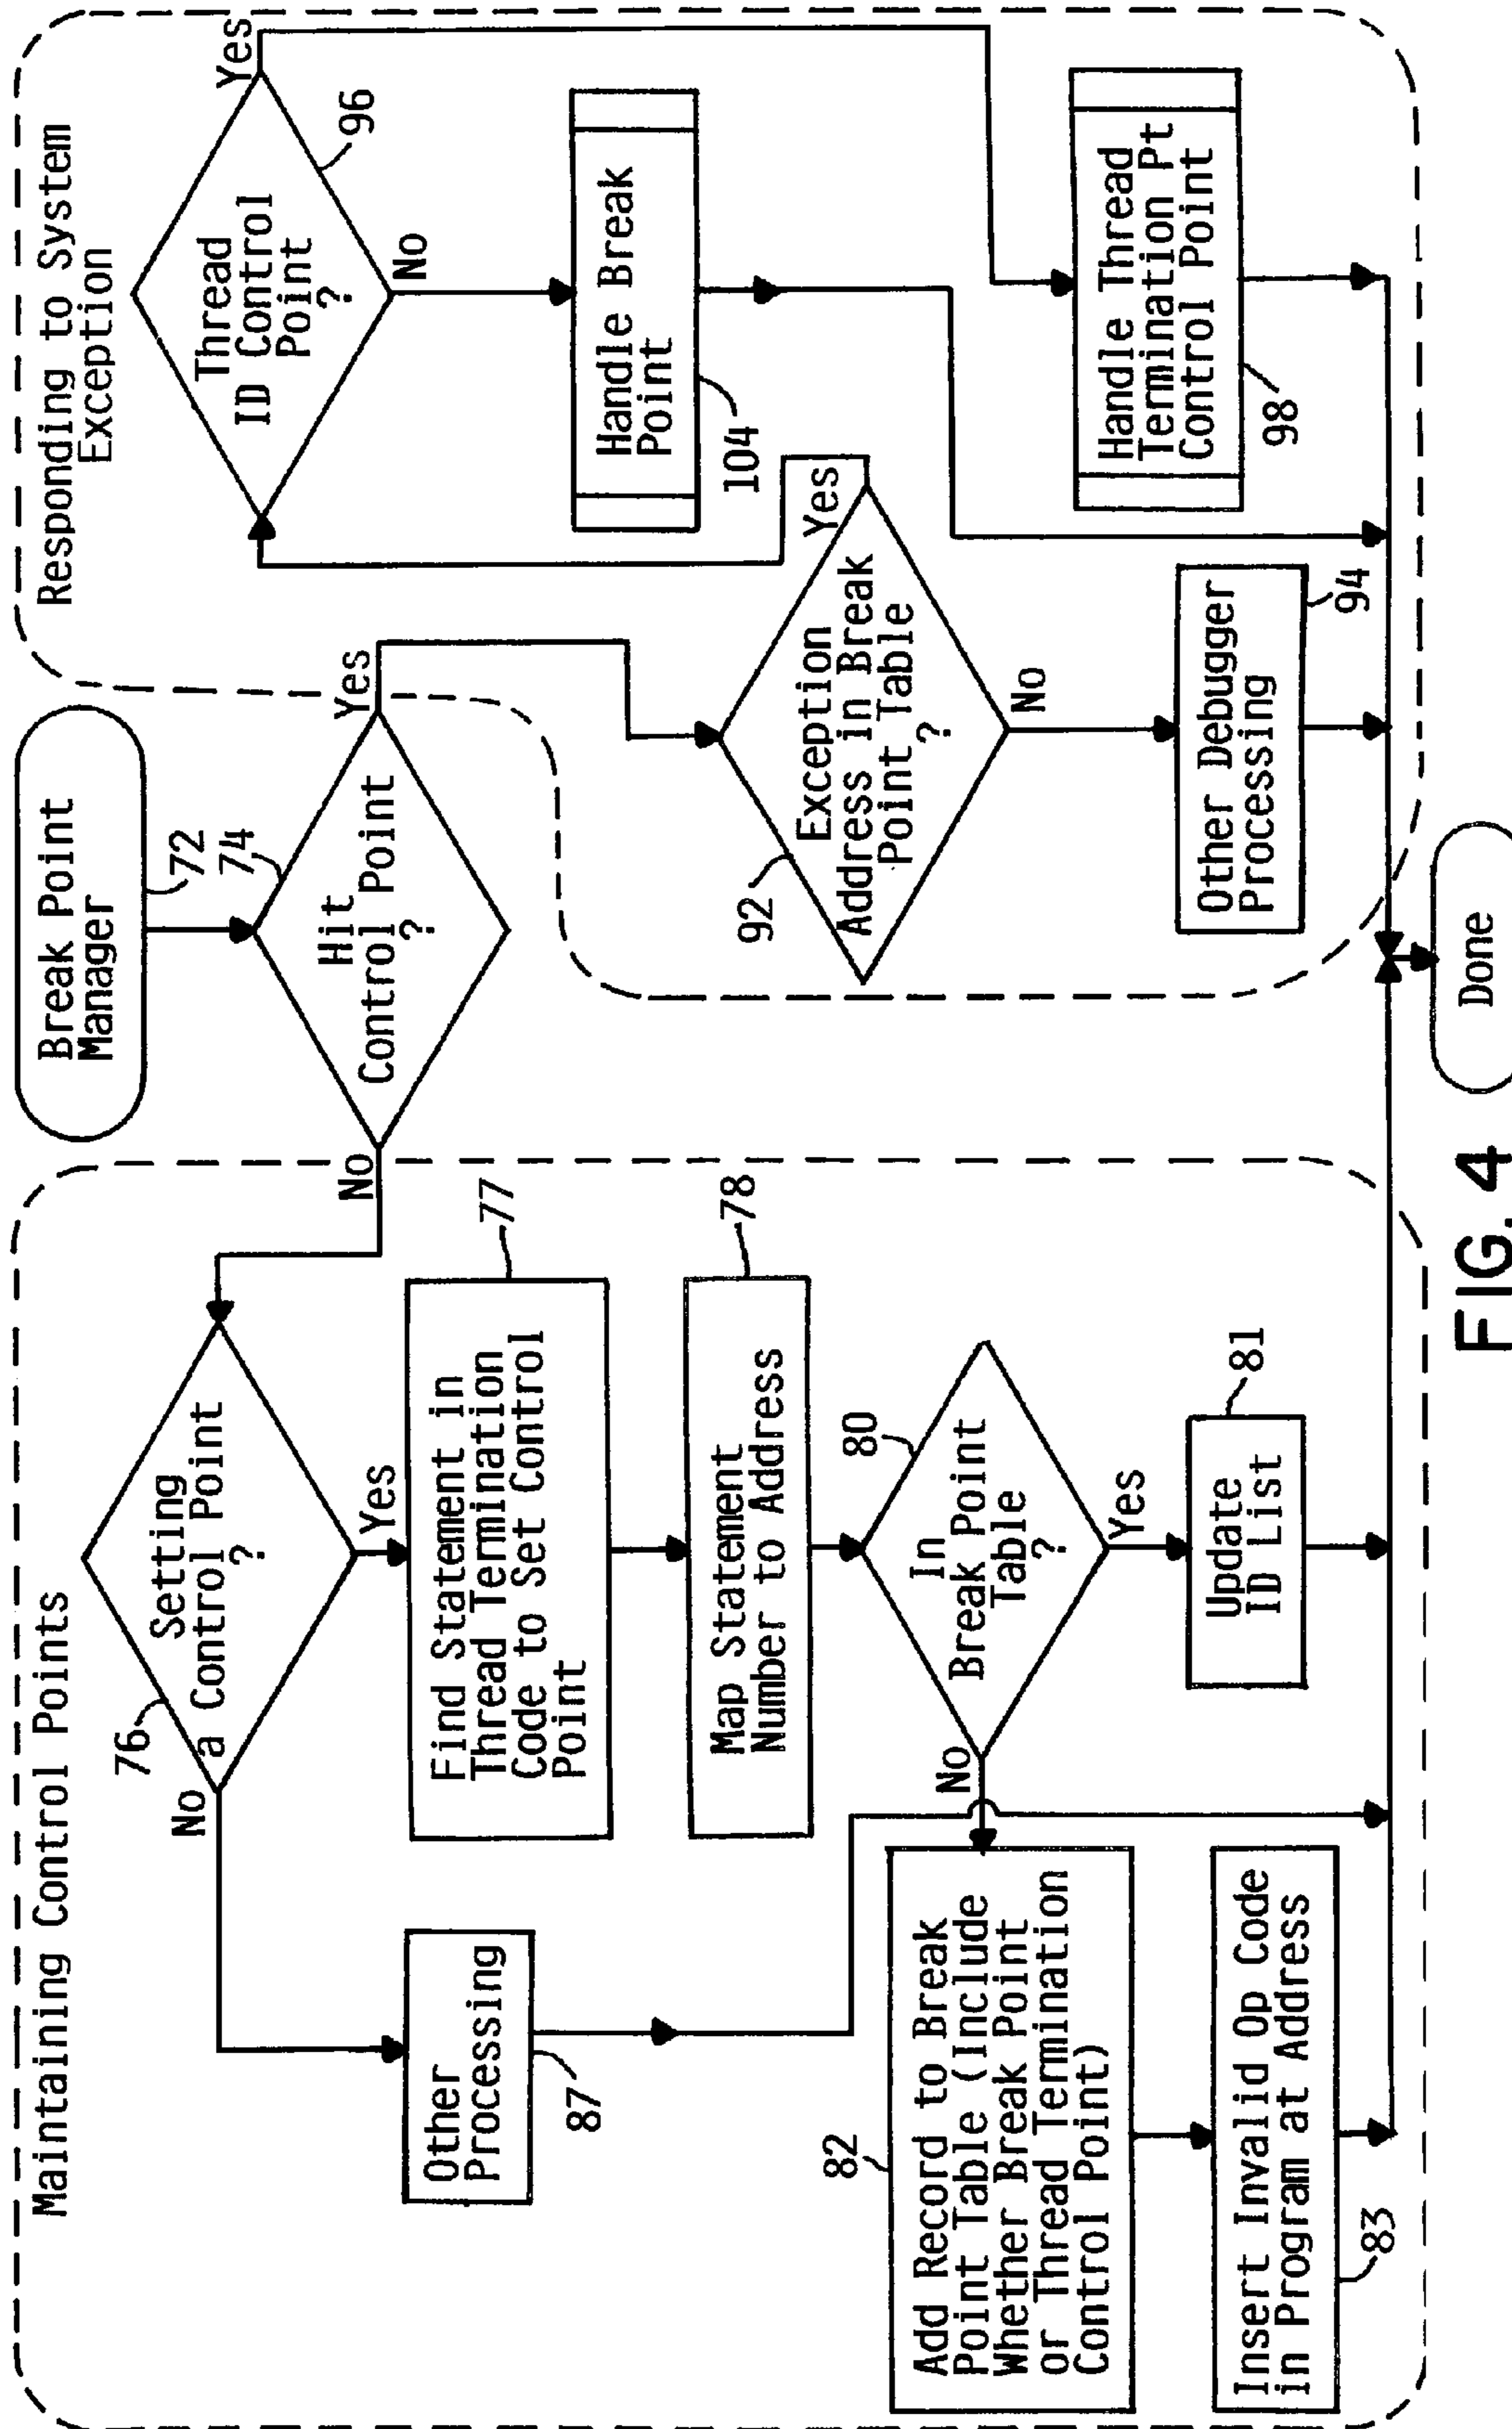 Maintaining Control Points
Break Point
Manager
72
74
Hit
Control Point
?
No
Yes
76
Setting
a Control Point
?
No
Yes
Other
Processing
87
Find Statement in
Thread Termination
Code to Set Control
Point
77
Map Statement
Number to Address
78
80
In
Break Point
Table
?
No
Yes
82
Add Record to Break
Point Table (Include
Whether Break Point
or Thread Termination
Control Point)
Update
ID List
81
Insert Invalid Op Code
in Program at Address
83
Responding to System
Exception
Thread
ID Control
Point
?
96
Yes
No
Handle Break
Point
104
92
Exception
Address in Break
Point Table
?
Yes
No
Other Debugger
Processing
94
Handle Thread
Termination Pt
Control Point
98
Done
FIG. 4